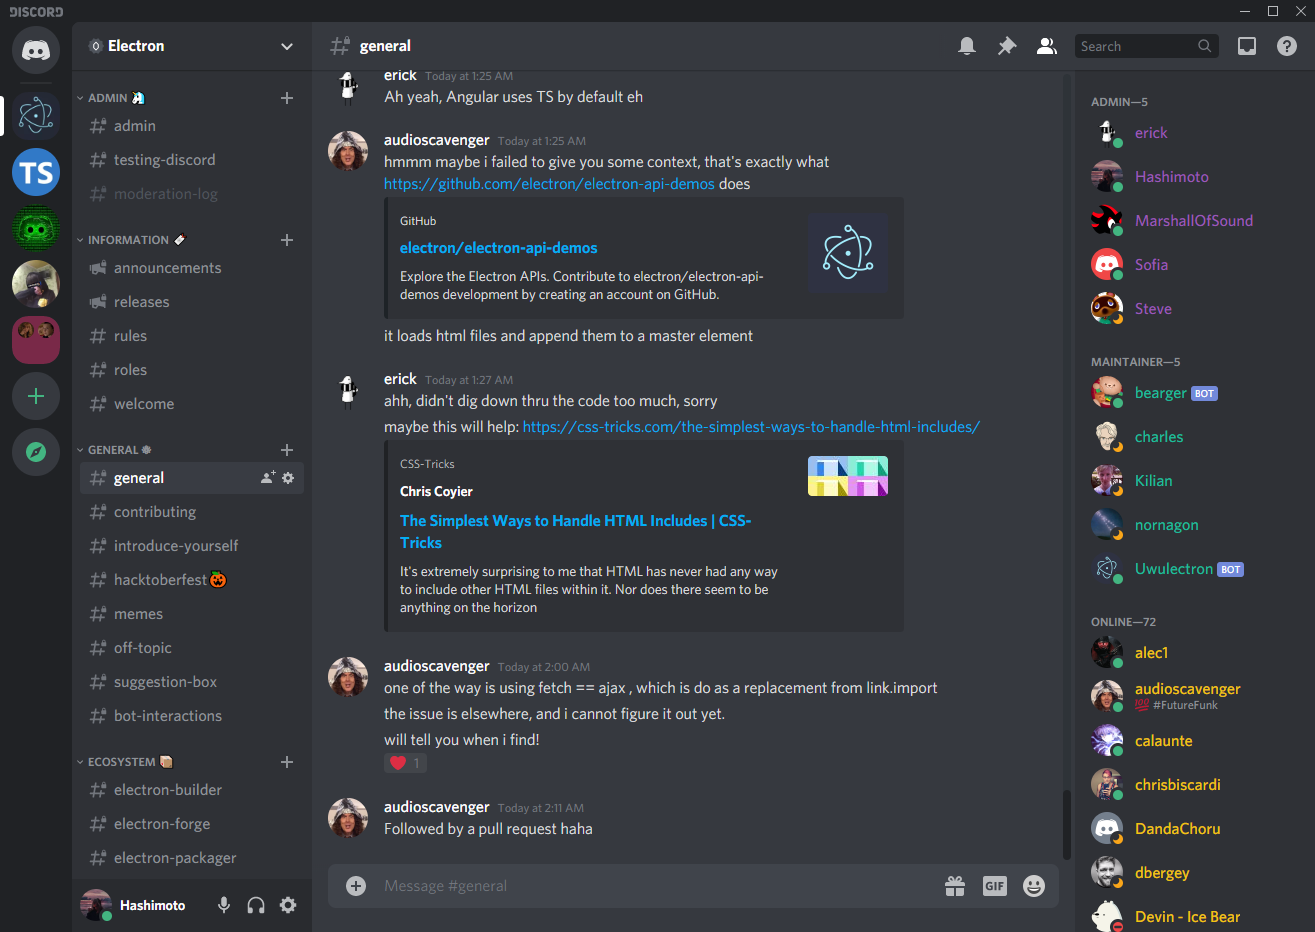 DISCORD
Electron
ADMIN
admin
testing-discord
moderation-log
INFORMATION
announcements
releases
rules
roles
welcome
GENERAL
general
contributing
introduce-yourself
hacktoberfest🎃
memes
off-topic
suggestion-box
bot-interactions
ECOSYSTEM
electron-builder
electron-forge
electron-packager
Hashimoto
TS
general
Search
erick Today at 1:25 AM
Ah yeah, Angular uses TS by default eh
audioscavenger Today at 1:25 AM
hmmm maybe i failed to give you some context, that's exactly what
https://github.com/electron/electron-api-demos does
GitHub
electron/electron-api-demos
Explore the Electron APIs. Contribute to electron/electron-api-
demos development by creating an account on GitHub.
it loads html files and append them to a master element
erick Today at 1:27 AM
ahh, didn't dig down thru the code too much, sorry
maybe this will help: https://css-tricks.com/the-simplest-ways-to-handle-html-includes/
CSS-Tricks
Chris Coyier
The Simplest Ways to Handle HTML Includes | CSS-
Tricks
It's extremely surprising to me that HTML has never had any way
to include other HTML files within it. Nor does there seem to be
anything on the horizon
audioscavenger Today at 2:00 AM
one of the way is using fetch == ajax , which is do as a replacement from link.import
the issue is elsewhere, and i cannot figure it out yet.
will tell you when i find!
❤️ 1
audioscavenger Today at 2:11 AM
Followed by a pull request haha
Message #general
GIF
ADMIN—5
erick
Hashimoto
MarshallOfSound
Sofia
Steve
MAINTAINER—5
bearger BOT
charles
Kilian
nornagon
Uwulectron BOT
ONLINE—72
alec1
audioscavenger
💯 #FutureFunk
calaunte
chrisbiscardi
DandaChoru
dbergey
Devin - Ice Bear